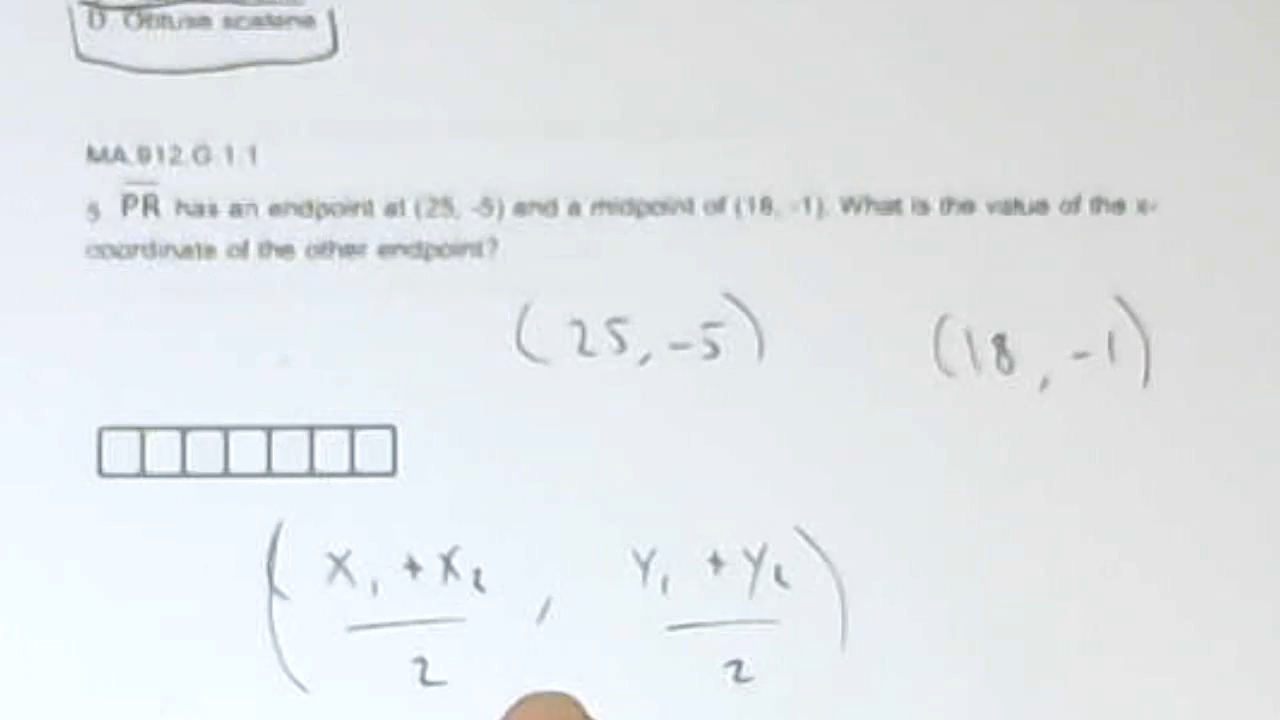 D. Obtuse scalene
MA.912.G.1.1
5. PR has an endpoint at (25, -5) and a midpoint of (18, -1). What is the value of the x-
coordinate of the other endpoint?
(25, -5) (18, -1)
(X₁ + X₂ / 2, Y₁ + Y₂ / 2)